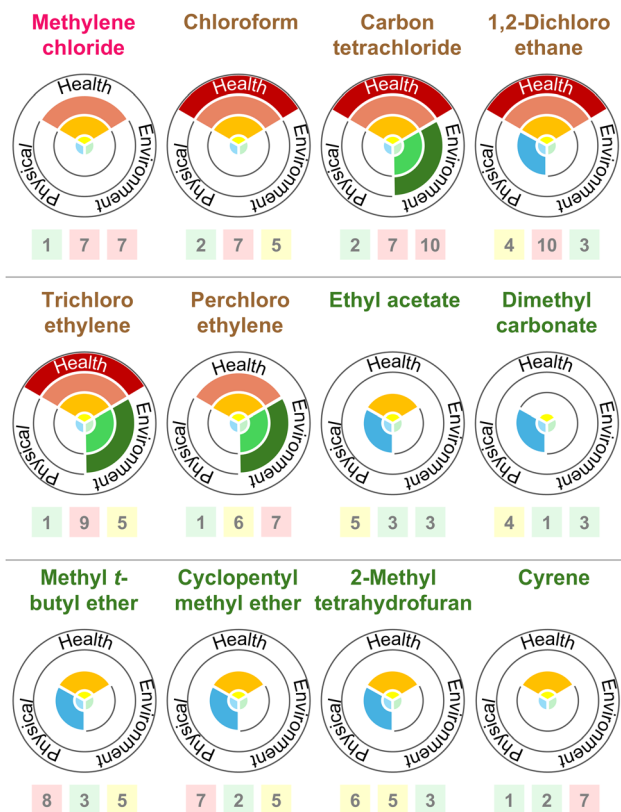 Methylene chloride
Chloroform
Carbon tetrachloride
1,2-Dichloro ethane
Health
Environment
Physical
Health
Environment
Physical
Health
Environment
Physical
Health
Environment
Physical
1 7 7
2 7 5
2 7 10
4 10 3
Trichloro ethylene
Perchloro ethylene
Ethyl acetate
Dimethyl carbonate
Health
Environment
Physical
Health
Environment
Physical
Health
Environment
Physical
Health
Environment
Physical
1 9 5
1 6 7
5 3 3
4 1 3
Methyl t-butyl ether
Cyclopentyl methyl ether
2-Methyl tetrahydrofuran
Cyrene
Health
Environment
Physical
Health
Environment
Physical
Health
Environment
Physical
Health
Environment
Physical
8 3 5
7 2 5
6 5 3
1 2 7